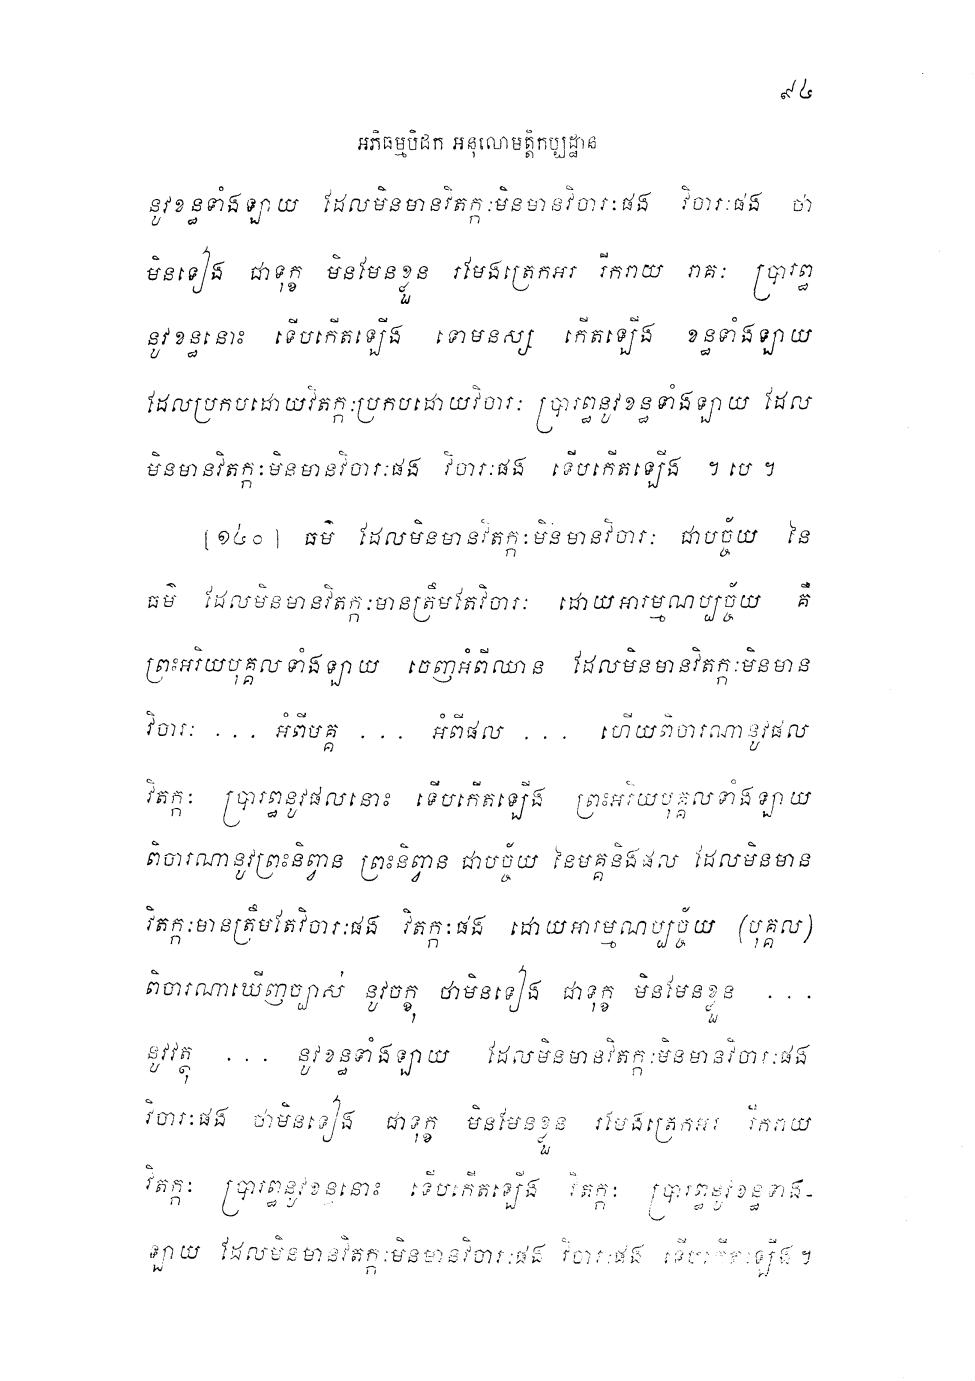 ៩៤
អភិធម្មបិដក អនុលោមត្តិកប្បដ្ឋាន
នូវខន្ធទាំងឡាយ ដែលមិនមានវិតក្កៈមិនមានវិចារៈផង វិចារៈផង ថា
មិនទៀង ជាទុក្ខ មិនមែនខ្លួន រមែងត្រេកអរ រីករាយ រាគៈ ប្រារព្ធ
នូវខន្ធនោះ ទើបកើតឡើង ទោមនស្ស កើតឡើង ខន្ធទាំងឡាយ
ដែលប្រកបដោយវិតក្កៈប្រកបដោយវិចារៈ ប្រារព្ធនូវខន្ធទាំងឡាយ ដែល
មិនមានវិតក្កៈមិនមានវិចារៈផង វិចារៈផង ទើបកើតឡើង ។ បេ ។
[១៤០] ធម៌ ដែលមិនមានវិតក្កៈមិនមានវិចារៈ ជាបច្ច័យ នៃ
ធម៌ ដែលមិនមានវិតក្កៈមានត្រឹមតែវិចារៈ ដោយអារម្មណប្បច្ច័យ គឺ
ព្រះអរិយបុគ្គលទាំងឡាយ ចេញអំពីឈាន ដែលមិនមានវិតក្កៈមិនមាន
វិចារៈ ... អំពីមគ្គ ... អំពីផល ... ហើយពិចារណានូវផល
វិតក្កៈ ប្រារព្ធនូវផលនោះ ទើបកើតឡើង ព្រះអរិយបុគ្គលទាំងឡាយ
ពិចារណានូវព្រះនិព្វាន ព្រះនិព្វាន ជាបច្ច័យ នៃមគ្គនិងផល ដែលមិនមាន
វិតក្កៈមានត្រឹមតែវិចារៈផង វិតក្កៈផង ដោយអារម្មណប្បច្ច័យ (បុគ្គល)
ពិចារណាឃើញច្បាស់ នូវចក្ខុ ថាមិនទៀង ជាទុក្ខ មិនមែនខ្លួន ...
នូវវត្ថុ ... នូវខន្ធទាំងឡាយ ដែលមិនមានវិតក្កៈមិនមានវិចារៈផង
វិចារៈផង ថាមិនទៀង ជាទុក្ខ មិនមែនខ្លួន រមែងត្រេកអរ រីករាយ
វិតក្កៈ ប្រារព្ធនូវខន្ធនោះ ទើបកើតឡើង វិតក្កៈ ប្រារព្ធនូវខន្ធទាំង-
ឡាយ ដែលមិនមានវិតក្កៈមិនមានវិចារៈផង វិចារៈផង ទើបកើតឡើង ។